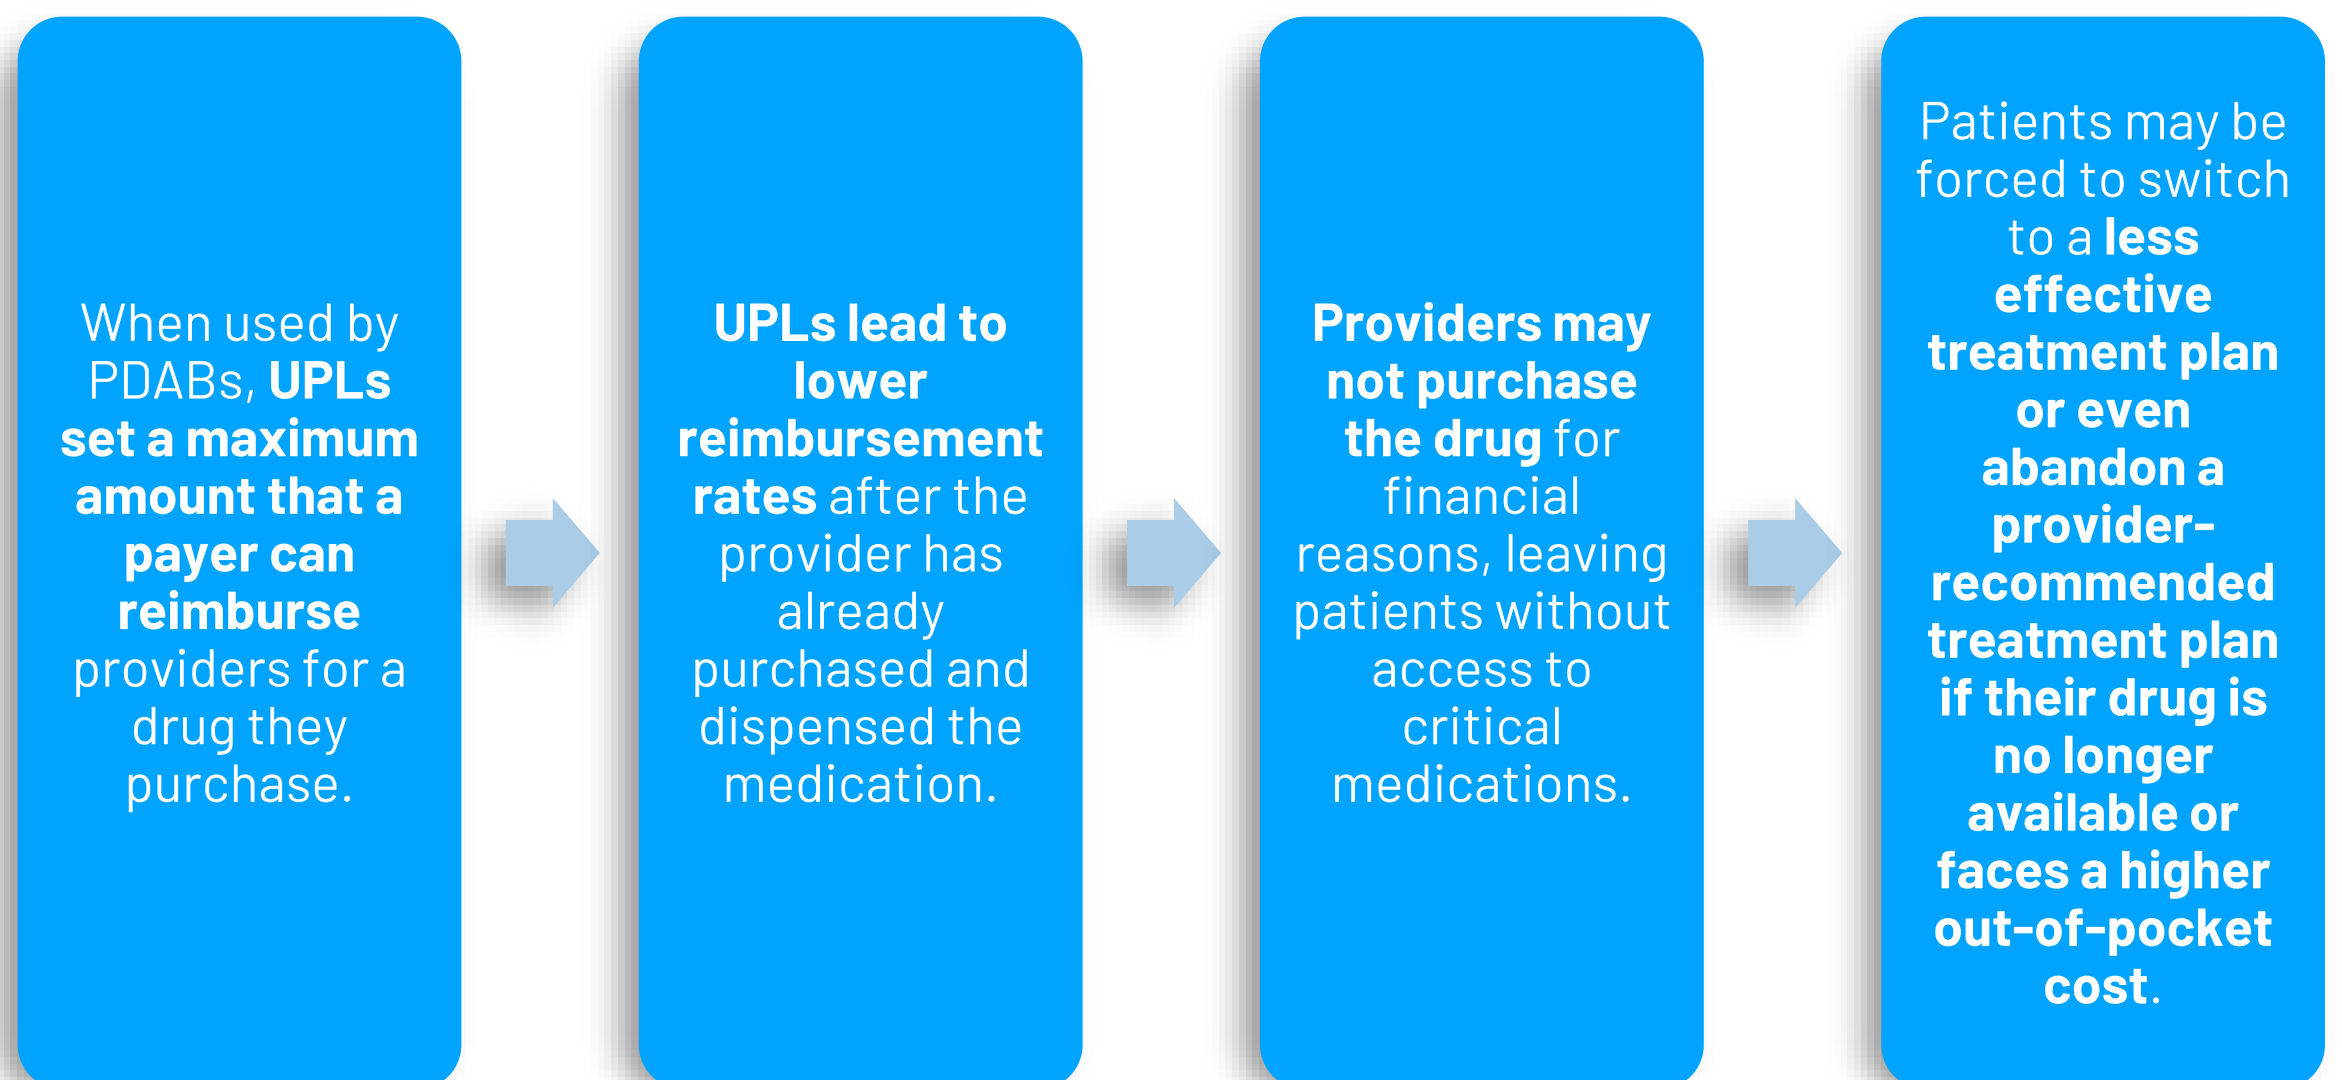 When used by
PDABs, UPLs
set a maximum
amount that a
payer can
reimburse
providers for a
drug they
purchase.
UPLs lead to
lower
reimbursement
rates after the
provider has
already
purchased and
dispensed the
medication.
Providers may
not purchase
the drug for
financial
reasons, leaving
patients without
access to
critical
medications.
Patients may be
forced to switch
to a less
effective
treatment plan
or even
abandon a
provider-
recommended
treatment plan
if their drug is
no longer
available or
faces a higher
out-of-pocket
cost.